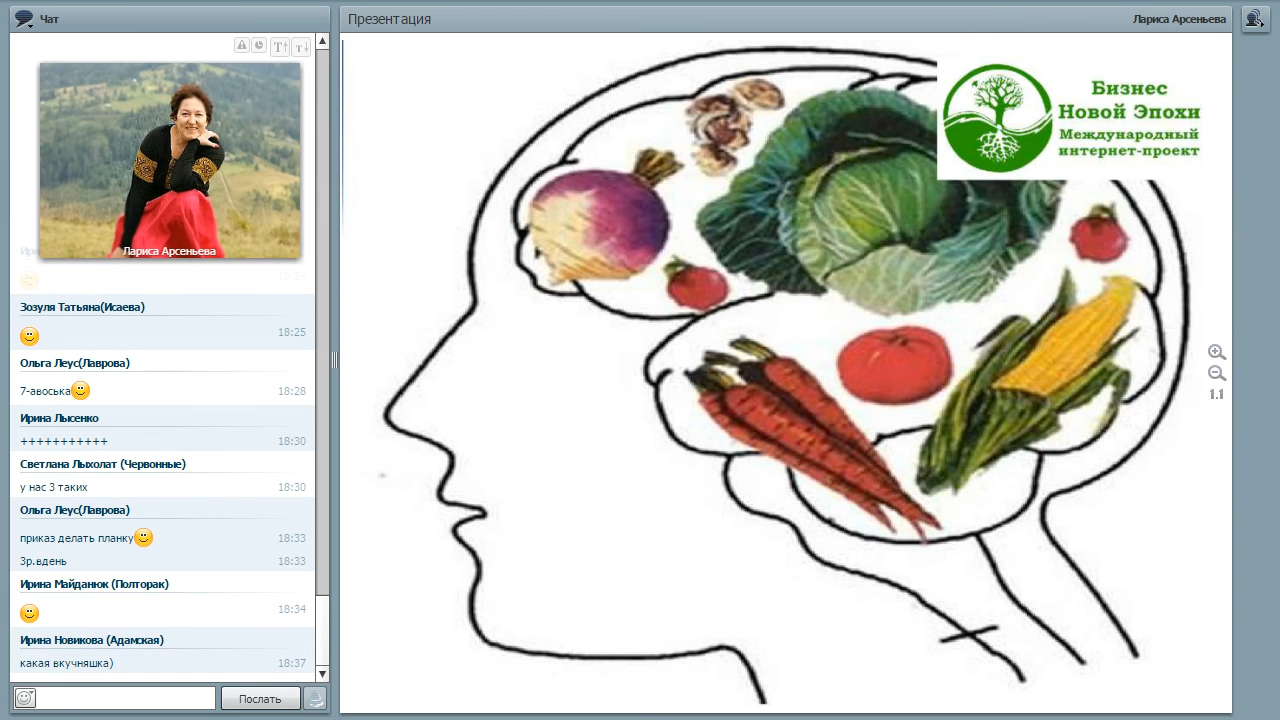 Чат
Лариса Арсеньева
Зозуля Татьяна(Исаева)
18:25
Ольга Леус(Лаврова)
7-авоська 18:28
Ирина Лысенко
+++++++++++ 18:30
Светлана Лыхолат (Червонные)
у нас 3 таких 18:30
Ольга Леус(Лаврова)
приказ делать планку 18:33
3р.вдень 18:33
Ирина Майданюк (Полторак)
18:34
Ирина Новикова (Адамская)
какая вкучняшка) 18:37
Послать
Презентация
Лариса Арсеньева
Бизнес
Новой Эпохи
Международный
интернет-проект
1.1